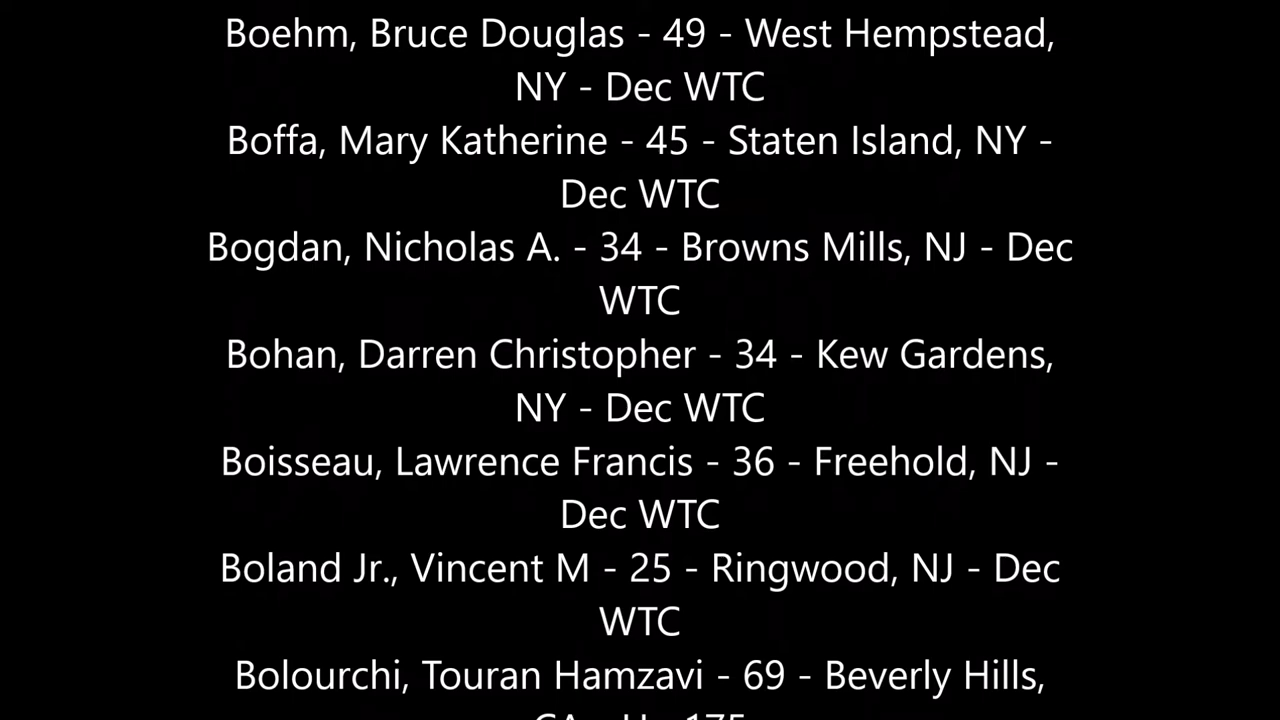 Boehm, Bruce Douglas - 49 - West Hempstead,
NY - Dec WTC
Boffa, Mary Katherine - 45 - Staten Island, NY -
Dec WTC
Bogdan, Nicholas A. - 34 - Browns Mills, NJ - Dec
WTC
Bohan, Darren Christopher - 34 - Kew Gardens,
NY - Dec WTC
Boisseau, Lawrence Francis - 36 - Freehold, NJ -
Dec WTC
Boland Jr., Vincent M - 25 - Ringwood, NJ - Dec
WTC
Bolourchi, Touran Hamzavi - 69 - Beverly Hills,